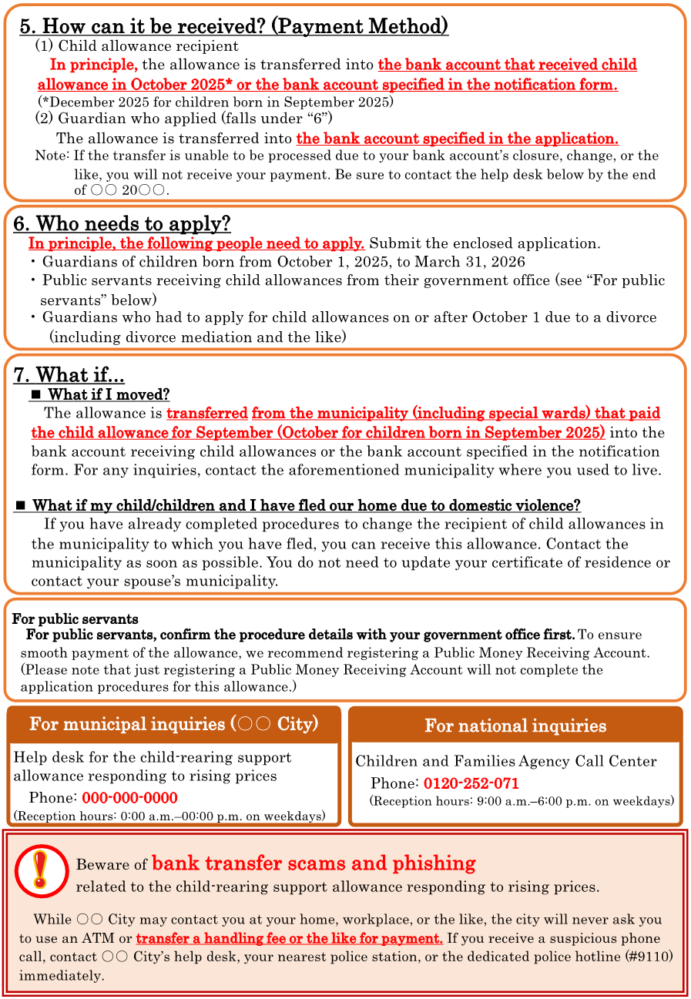 5. How can it be received? (Payment Method)
(1) Child allowance recipient
In principle, the allowance is transferred into the bank account that received child
allowance in October 2025* or the bank account specified in the notification form.
(*December 2025 for children born in September 2025)
(2) Guardian who applied (falls under “6”)
The allowance is transferred into the bank account specified in the application.
Note: If the transfer is unable to be processed due to your bank account’s closure, change, or the
like, you will not receive your payment. Be sure to contact the help desk below by the end
of 〇〇 20〇〇.
6. Who needs to apply?
In principle, the following people need to apply. Submit the enclosed application.
・Guardians of children born from October 1, 2025, to March 31, 2026
・Public servants receiving child allowances from their government office (see “For public
servants” below)
・Guardians who had to apply for child allowances on or after October 1 due to a divorce
(including divorce mediation and the like)
7. What if...
■ What if I moved?
The allowance is transferred from the municipality (including special wards) that paid
the child allowance for September (October for children born in September 2025) into the
bank account receiving child allowances or the bank account specified in the notification
form. For any inquiries, contact the aforementioned municipality where you used to live.
■ What if my child/children and I have fled our home due to domestic violence?
If you have already completed procedures to change the recipient of child allowances in
the municipality to which you have fled, you can receive this allowance. Contact the
municipality as soon as possible. You do not need to update your certificate of residence or
contact your spouse’s municipality.
For public servants
For public servants, confirm the procedure details with your government office first. To ensure
smooth payment of the allowance, we recommend registering a Public Money Receiving Account.
(Please note that just registering a Public Money Receiving Account will not complete the
application procedures for this allowance.)
For municipal inquiries (〇〇 City)
Help desk for the child-rearing support
allowance responding to rising prices
Phone: 000-000-0000
(Reception hours: 0:00 a.m.–00:00 p.m. on weekdays)
For national inquiries
Children and Families Agency Call Center
Phone: 0120-252-071
(Reception hours: 9:00 a.m.–6:00 p.m. on weekdays)
Beware of bank transfer scams and phishing
related to the child-rearing support allowance responding to rising prices.
While 〇〇 City may contact you at your home, workplace, or the like, the city will never ask you
to use an ATM or transfer a handling fee or the like for payment. If you receive a suspicious phone
call, contact 〇〇 City’s help desk, your nearest police station, or the dedicated police hotline (#9110)
immediately.